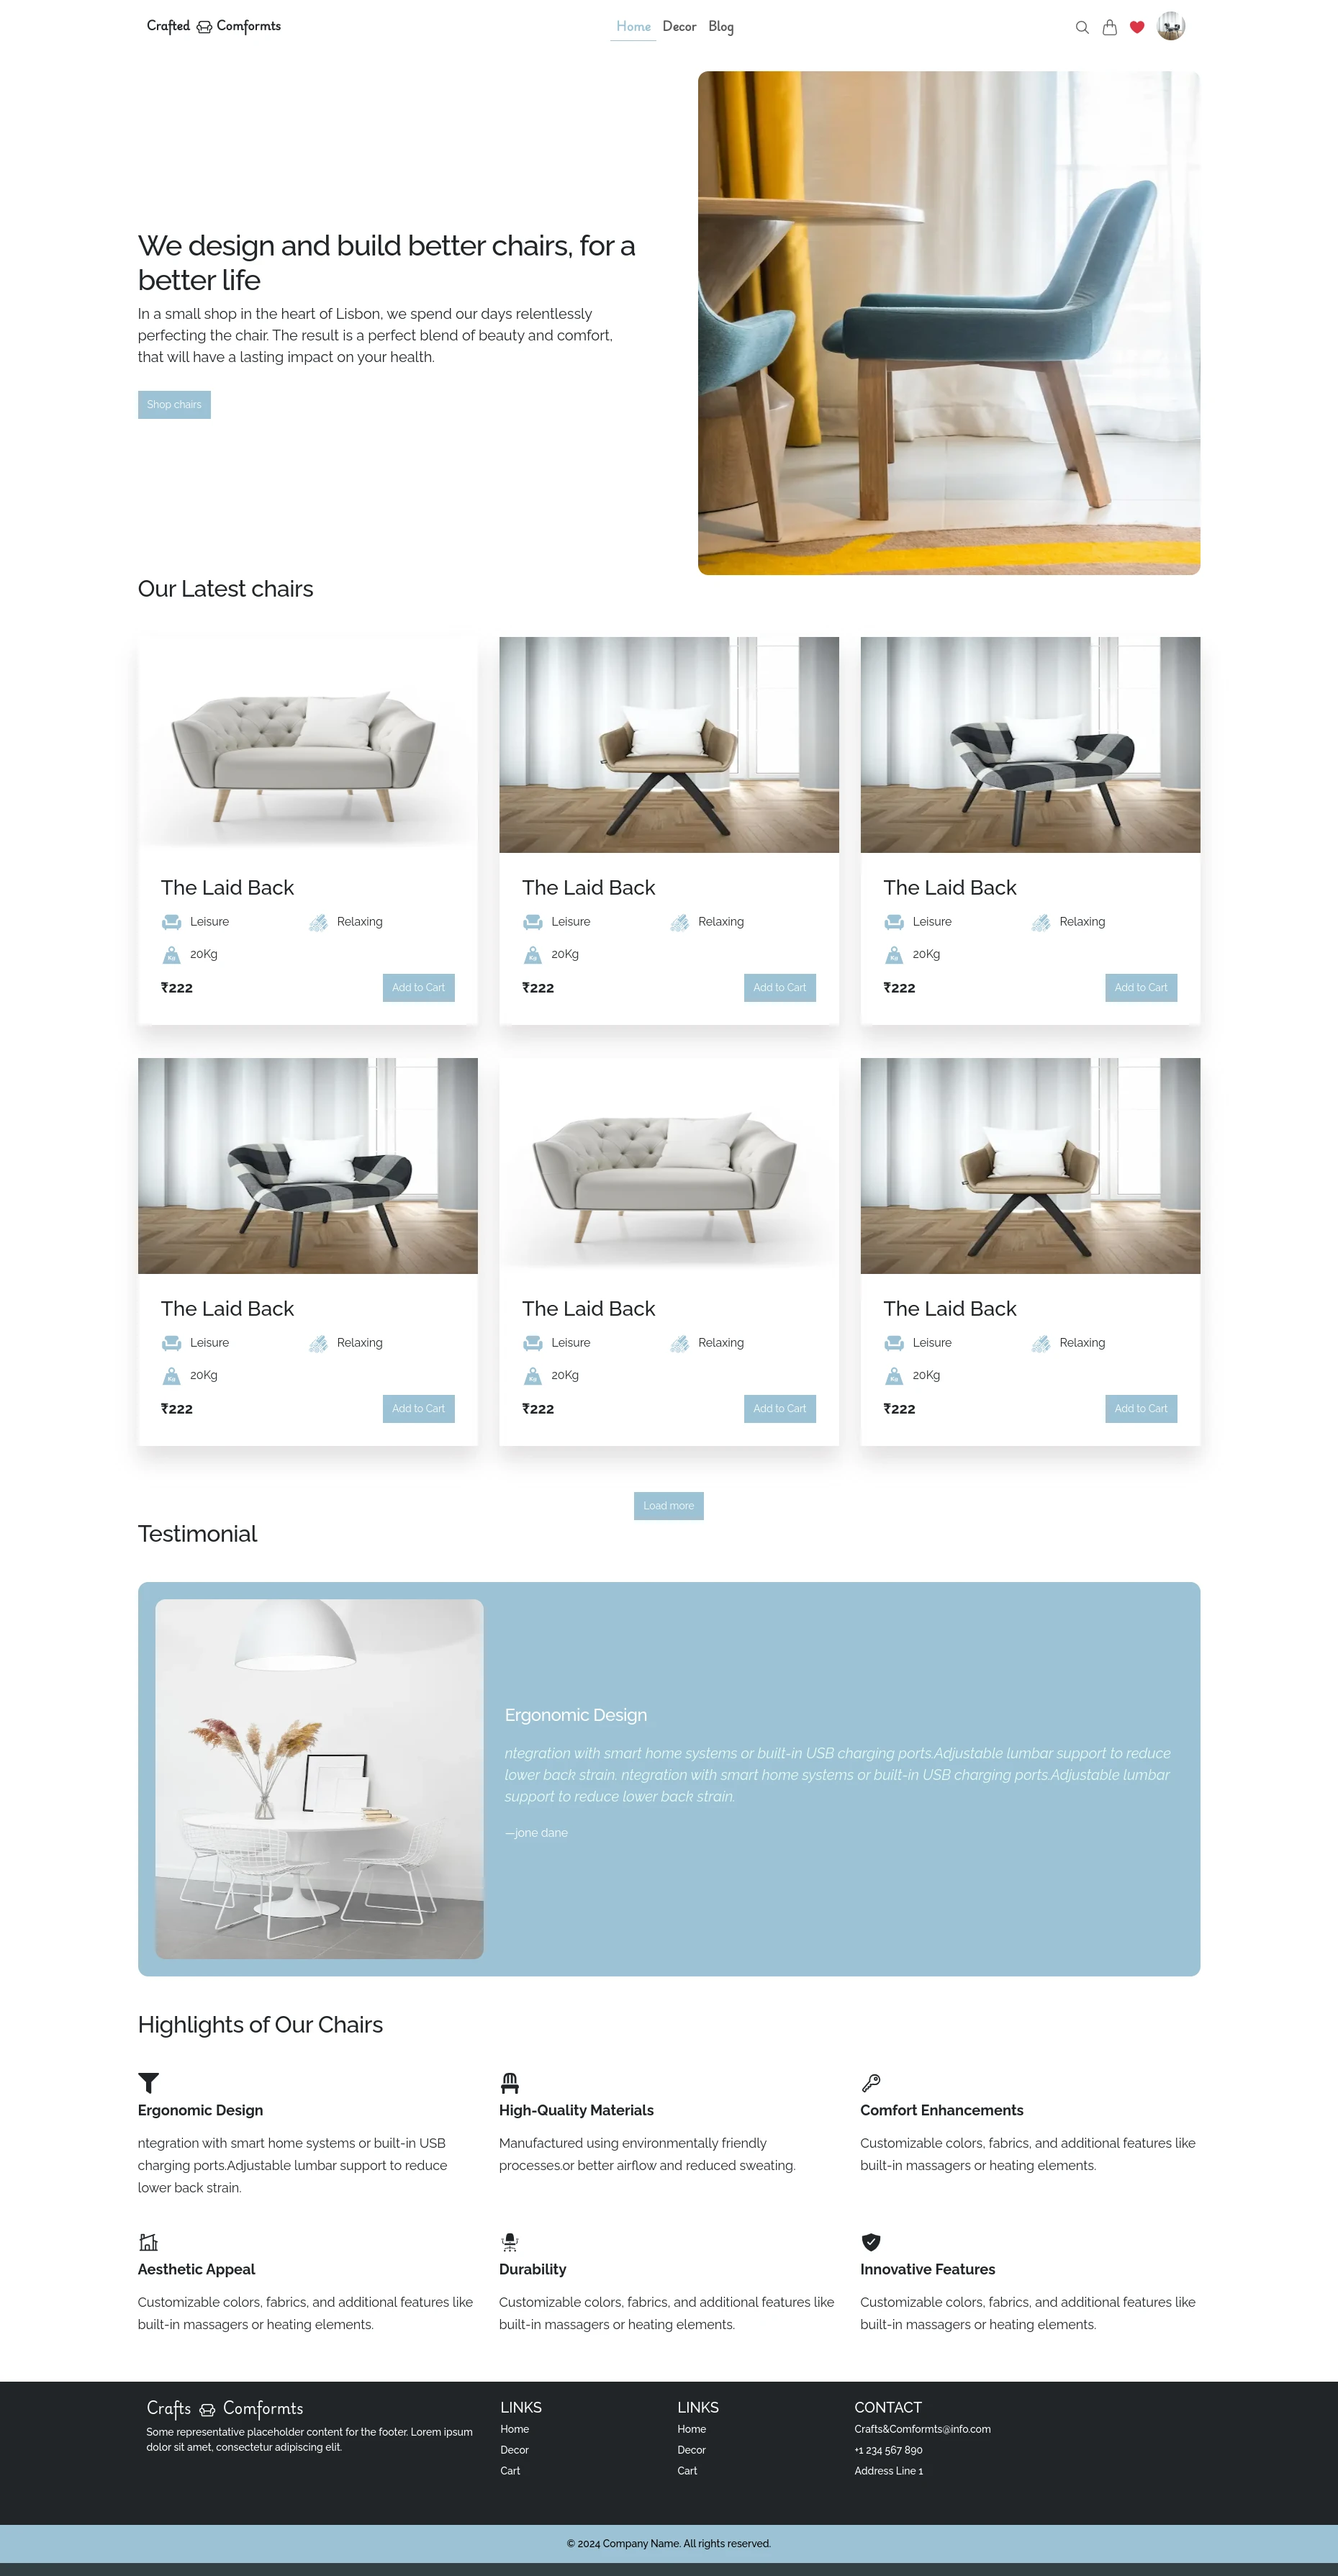 Crafted Comformts
Home Decor Blog
We design and build better chairs, for a
better life
In a small shop in the heart of Lisbon, we spend our days relentlessly
perfecting the chair. The result is a perfect blend of beauty and comfort,
that will have a lasting impact on your health.
Shop chairs
Our Latest chairs
The Laid Back
Leisure Relaxing
Kg 20Kg
₹222 Add to Cart
The Laid Back
Leisure Relaxing
Kg 20Kg
₹222 Add to Cart
The Laid Back
Leisure Relaxing
Kg 20Kg
₹222 Add to Cart
The Laid Back
Leisure Relaxing
Kg 20Kg
₹222 Add to Cart
The Laid Back
Leisure Relaxing
Kg 20Kg
₹222 Add to Cart
The Laid Back
Leisure Relaxing
Kg 20Kg
₹222 Add to Cart
Load more
Testimonial
Ergonomic Design
ntegration with smart home systems or built-in USB charging ports.Adjustable lumbar support to reduce
lower back strain. ntegration with smart home systems or built-in USB charging ports.Adjustable lumbar
support to reduce lower back strain.
—jone dane
Highlights of Our Chairs
Ergonomic Design
ntegration with smart home systems or built-in USB
charging ports.Adjustable lumbar support to reduce
lower back strain.
High-Quality Materials
Manufactured using environmentally friendly
processes.or better airflow and reduced sweating.
Comfort Enhancements
Customizable colors, fabrics, and additional features like
built-in massagers or heating elements.
Aesthetic Appeal
Customizable colors, fabrics, and additional features like
built-in massagers or heating elements.
Durability
Customizable colors, fabrics, and additional features like
built-in massagers or heating elements.
Innovative Features
Customizable colors, fabrics, and additional features like
built-in massagers or heating elements.
Crafts Comformts
Some representative placeholder content for the footer. Lorem ipsum
dolor sit amet, consectetur adipiscing elit.
LINKS
Home
Decor
Cart
LINKS
Home
Decor
Cart
CONTACT
Crafts&Comformts@info.com
+1 234 567 890
Address Line 1
© 2024 Company Name. All rights reserved.